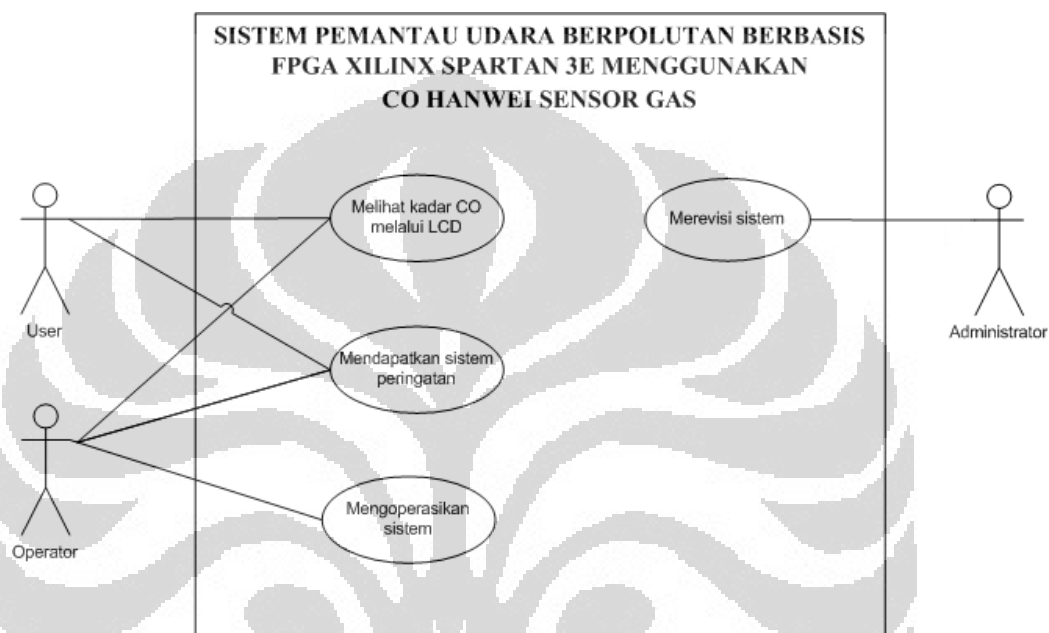 SISTEM PEMANTAU UDARA BERPOLUTAN BERBASIS
FPGA XILINX SPARTAN 3E MENGGUNAKAN
CO HANWEI SENSOR GAS
Melihat kadar CO
melalui LCD
Merevisi sistem
User
Administrator
Mendapatkan sistem
peringatan
Mengoperasikan
sistem
Operator